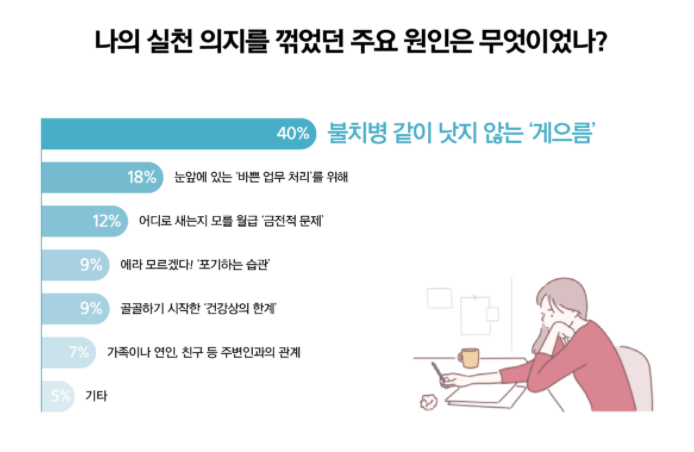 나의 실천 의지를 꺾었던 주요 원인은 무엇이었나?
40% 불치병 같이 낫지 않는 '게으름'
18% 눈앞에 있는 '바쁜 업무 처리'를 위해
12% 어디로 새는지 모를 월급 '금전적 문제'
9% 에라 모르겠다! '포기하는 습관'
9% 골골하기 시작한 '건강상의 한계'
7% 가족이나 연인, 친구 등 주변인과의 관계
5% 기타